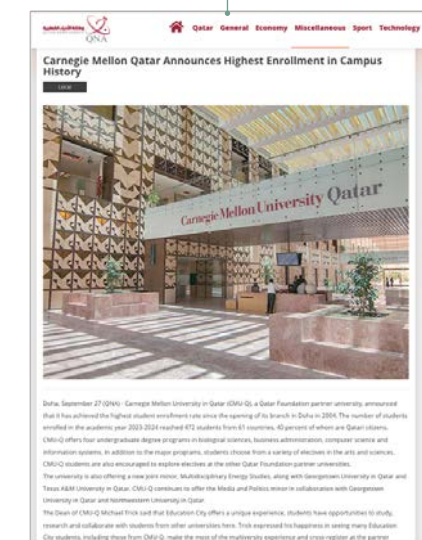 QNA
Qatar General Economy Miscellaneous Sport Technology
Carnegie Mellon Qatar Announces Highest Enrollment in Campus
History
Carnegie Mellon University Qatar
Doha, September 27 (QNA) - Carnegie Mellon University in Qatar (CMU-Q), a Qatar Foundation partner university, announced
that it has achieved the highest student enrollment rate since the opening of its branch in Doha in 2004. The number of students
enrolled in the academic year 2023-2024 reached 472 students from 61 countries, 40 percent of whom are Qatari citizens.
CMU-Q offers four undergraduate degree programs in biological sciences, business administration, computer science and
information systems. In addition to the major programs, students choose from a variety of electives in the arts and sciences.
CMU-Q students are also encouraged to explore electives at the other Qatar Foundation partner universities.
The university is also offering a new joint minor, Multidisciplinary Energy Studies, along with Georgetown University in Qatar and
Texas A&M University in Qatar. CMU-Q continues to offer the Media and Politics minor in collaboration with Georgetown
University in Qatar and Northwestern University in Qatar.
The Dean of CMU-Q Michael Trick said that Education City offers a unique experience, students have opportunities to study,
research and collaborate with students from other universities here. Trick expressed his happiness in seeing many Education
City students, including those from CMU-Q, make the most of the multiversity experience and cross-register at the partner